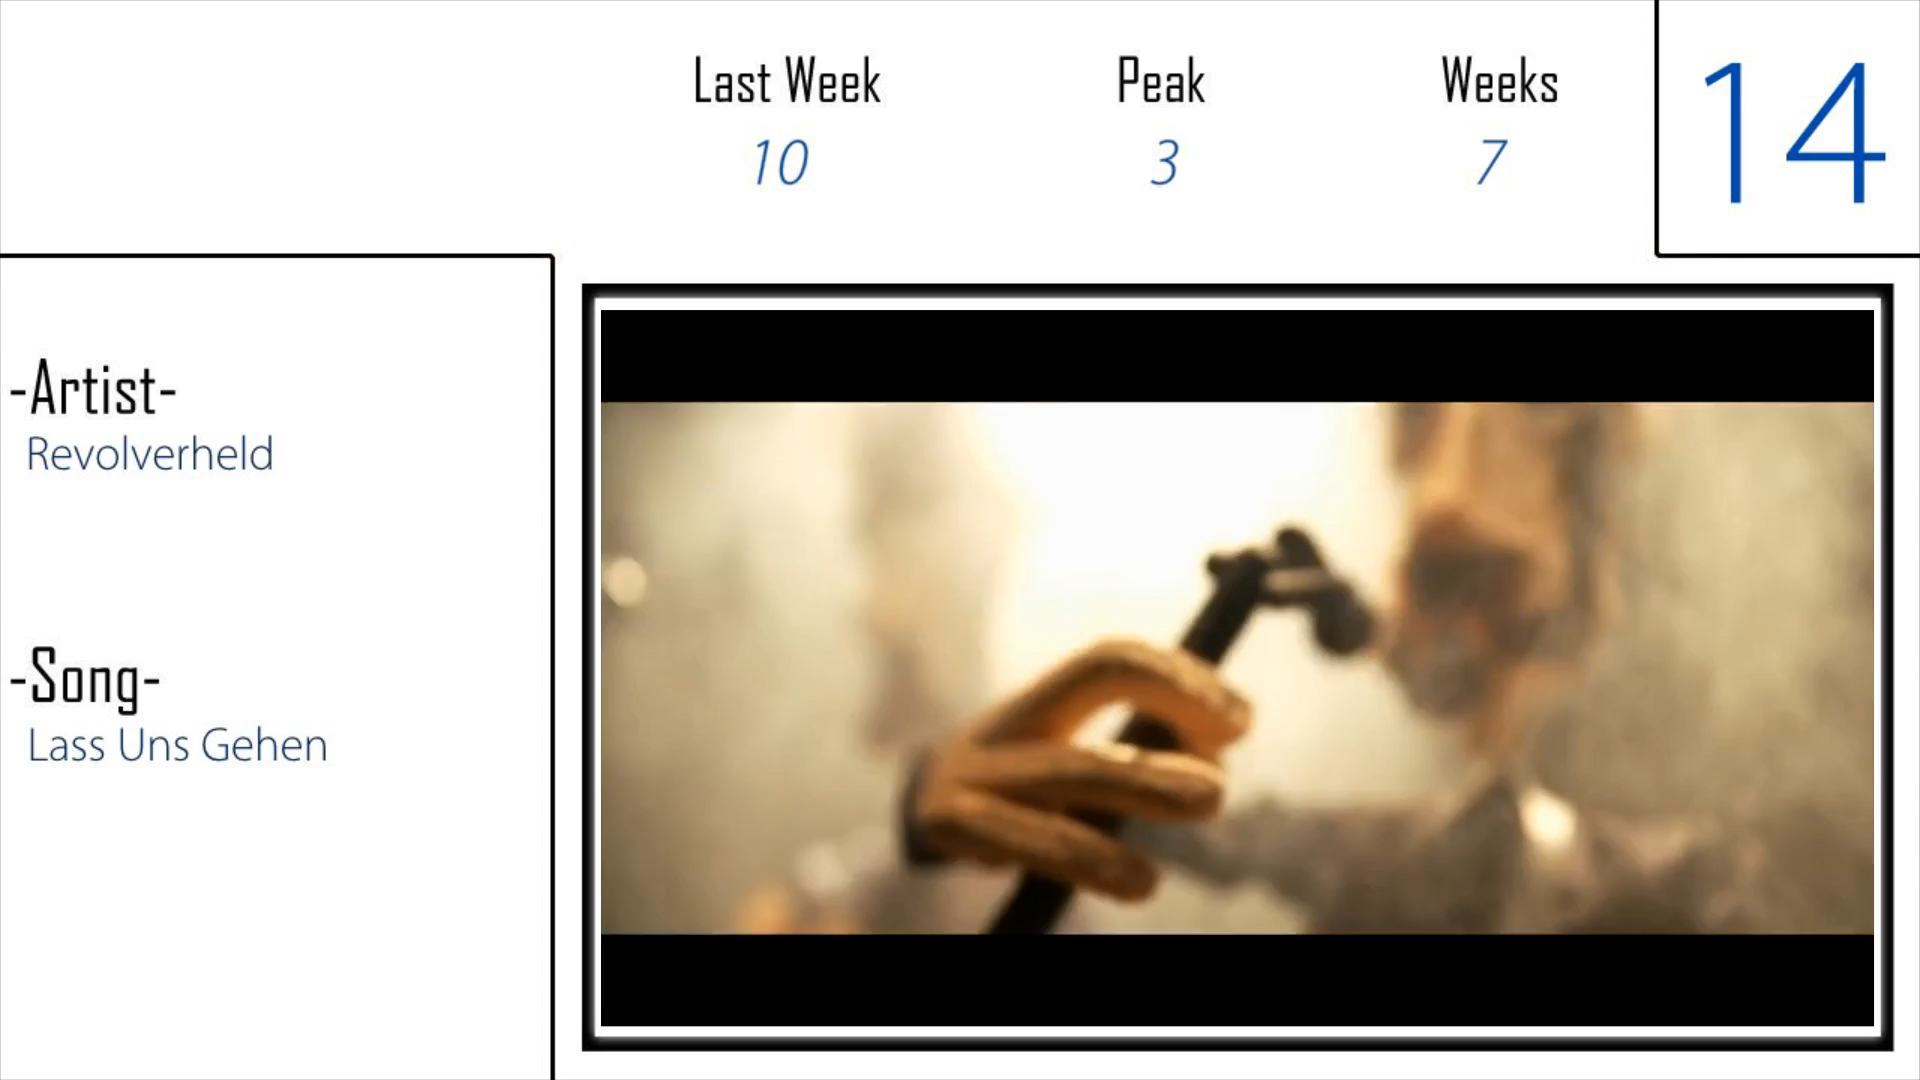 Last Week
Peak
Weeks
14
10
3
7
-Artist-
Revolverheld
-Song-
Lass Uns Gehen